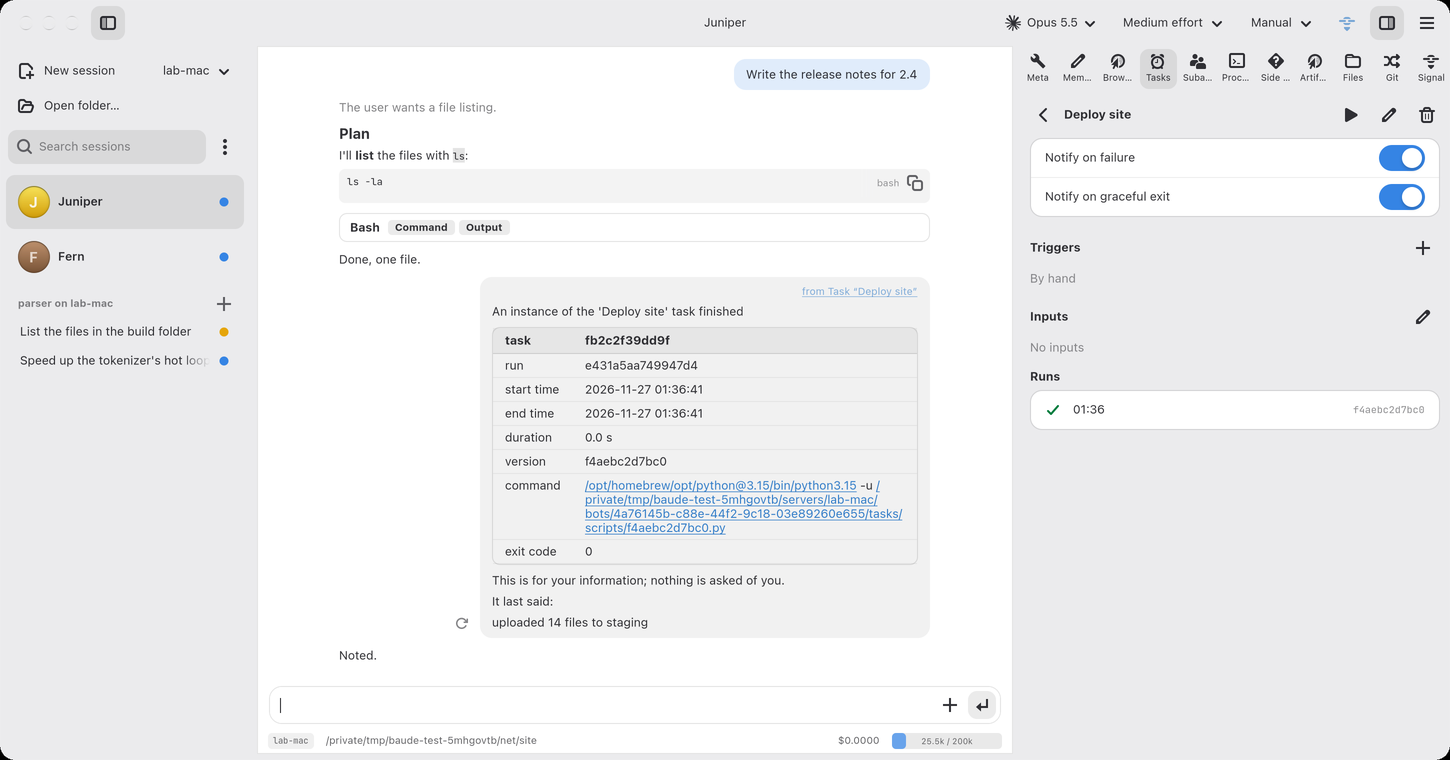 Juniper
Opus 5.5
Medium effort
Manual
New session
lab-mac
Open folder...
Search sessions
J
Juniper
F
Fern
parser on lab-mac
List the files in the build folder
Speed up the tokenizer's hot loop
Write the release notes for 2.4
The user wants a file listing.
Plan
I'll list the files with ls:
ls -la
bash
Bash
Command
Output
Done, one file.
from Task “Deploy site”
An instance of the 'Deploy site' task finished
task fb2c2f39dd9f
run e431a5aa749947d4
start time 2026-11-27 01:36:41
end time 2026-11-27 01:36:41
duration 0.0 s
version f4aebc2d7bc0
command /opt/homebrew/opt/python@3.15/bin/python3.15 -u /
private/tmp/baude-test-5mhgovtb/servers/lab-mac/
bots/4a76145b-c88e-44f2-9c18-03e89260e655/tasks/
scripts/f4aebc2d7bc0.py
exit code 0
This is for your information; nothing is asked of you.
It last said:
uploaded 14 files to staging
Noted.
lab-mac
/private/tmp/baude-test-5mhgovtb/net/site
$0.0000
25.5k / 200k
Meta
Mem...
Brow...
Tasks
Suba...
Proc...
Side ...
Artif...
Files
Git
Signal
Deploy site
Notify on failure
Notify on graceful exit
Triggers
By hand
Inputs
No inputs
Runs
01:36
f4aebc2d7bc0